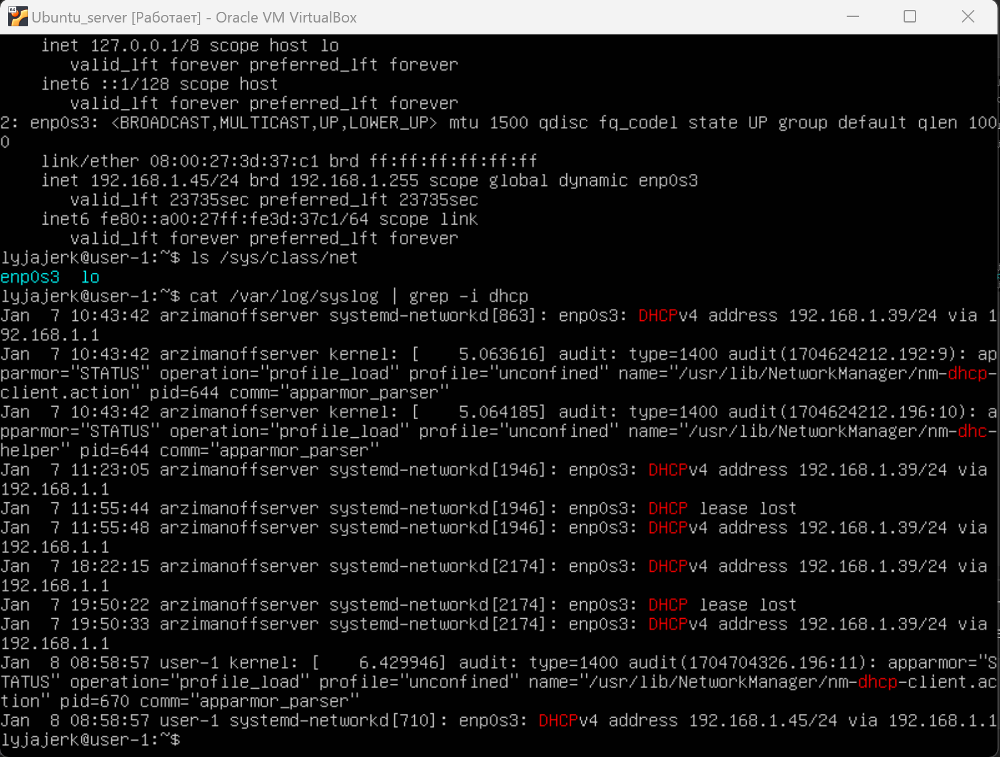 64
Ubuntu_server [Работает] - Oracle VM VirtualBox
    inet 127.0.0.1/8 scope host lo
       valid_lft forever preferred_lft forever
    inet6 ::1/128 scope host
       valid_lft forever preferred_lft forever
2: enp0s3: <BROADCAST,MULTICAST,UP,LOWER_UP> mtu 1500 qdisc fq_codel state UP group default qlen 100
0
    link/ether 08:00:27:3d:37:c1 brd ff:ff:ff:ff:ff:ff
    inet 192.168.1.45/24 brd 192.168.1.255 scope global dynamic enp0s3
       valid_lft 23735sec preferred_lft 23735sec
    inet6 fe80::a00:27ff:fe3d:37c1/64 scope link
       valid_lft forever preferred_lft forever
lyjajerk@user-1:~$ ls /sys/class/net
enp0s3  lo
lyjajerk@user-1:~$ cat /var/log/syslog | grep -i dhcp
Jan  7 10:43:42 arzimanoffserver systemd-networkd[863]: enp0s3: DHCPv4 address 192.168.1.39/24 via 1
92.168.1.1
Jan  7 10:43:42 arzimanoffserver kernel: [    5.063616] audit: type=1400 audit(1704624212.192:9): ap
parmor="STATUS" operation="profile_load" profile="unconfined" name="/usr/lib/NetworkManager/nm-dhcp-
client.action" pid=644 comm="apparmor_parser"
Jan  7 10:43:42 arzimanoffserver kernel: [    5.064185] audit: type=1400 audit(1704624212.196:10): a
pparmor="STATUS" operation="profile_load" profile="unconfined" name="/usr/lib/NetworkManager/nm-dhc-
helper" pid=644 comm="apparmor_parser"
Jan  7 11:23:05 arzimanoffserver systemd-networkd[1946]: enp0s3: DHCPv4 address 192.168.1.39/24 via
192.168.1.1
Jan  7 11:55:44 arzimanoffserver systemd-networkd[1946]: enp0s3: DHCP lease lost
Jan  7 11:55:48 arzimanoffserver systemd-networkd[1946]: enp0s3: DHCPv4 address 192.168.1.39/24 via
192.168.1.1
Jan  7 18:22:15 arzimanoffserver systemd-networkd[2174]: enp0s3: DHCPv4 address 192.168.1.39/24 via
192.168.1.1
Jan  7 19:50:22 arzimanoffserver systemd-networkd[2174]: enp0s3: DHCP lease lost
Jan  7 19:50:33 arzimanoffserver systemd-networkd[2174]: enp0s3: DHCPv4 address 192.168.1.39/24 via
192.168.1.1
Jan  8 08:58:57 user-1 kernel: [    6.429946] audit: type=1400 audit(1704704326.196:11): apparmor="S
TATUS" operation="profile_load" profile="unconfined" name="/usr/lib/NetworkManager/nm-dhcp-client.ac
tion" pid=670 comm="apparmor_parser"
Jan  8 08:58:57 user-1 systemd-networkd[710]: enp0s3: DHCPv4 address 192.168.1.45/24 via 192.168.1.1
lyjajerk@user-1:~$